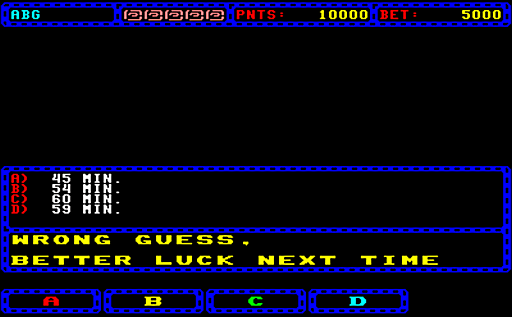 ABG PNTS: 10000 BET: 5000
A) 45 MIN.
B) 54 MIN.
C) 60 MIN.
D) 59 MIN.
WRONG GUESS,
BETTER LUCK NEXT TIME
A B C D